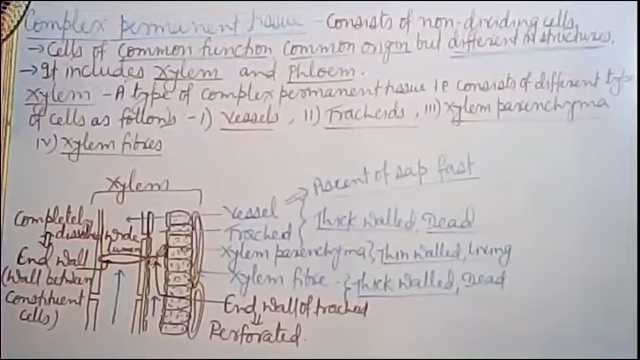 Complex permanent tissue - Consists of non-dividing cells,
→ Cells of common function common origin but different in structures.
→ It includes Xylem and Phloem.
Xylem - A type of complex permanent tissue i.e consists of different type
of cells as follows - i) Vessels, ii) Tracheids, iii) Xylem parenchyma
iv) Xylem fibres
Xylem
Ascent of sap fast
Completely
dissolve
End wall
(Wall between
Constituent
Cells)
wide
lumen
Vessel
Tracheid
Thick walled, Dead
Xylem parenchyma } Thin walled, living
Xylem fibre - { Thick walled, Dead
End wall of tracheid
Perforated.